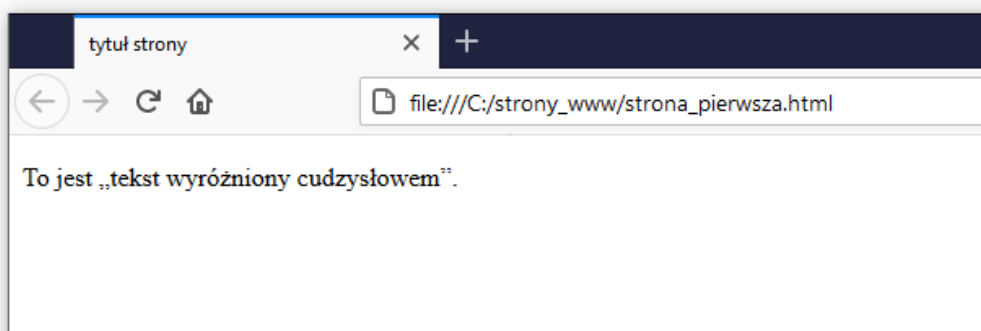 tytuł strony
file:///C:/strony_www/strona_pierwsza.html
To jest „tekst wyróżniony cudzysłowem”.